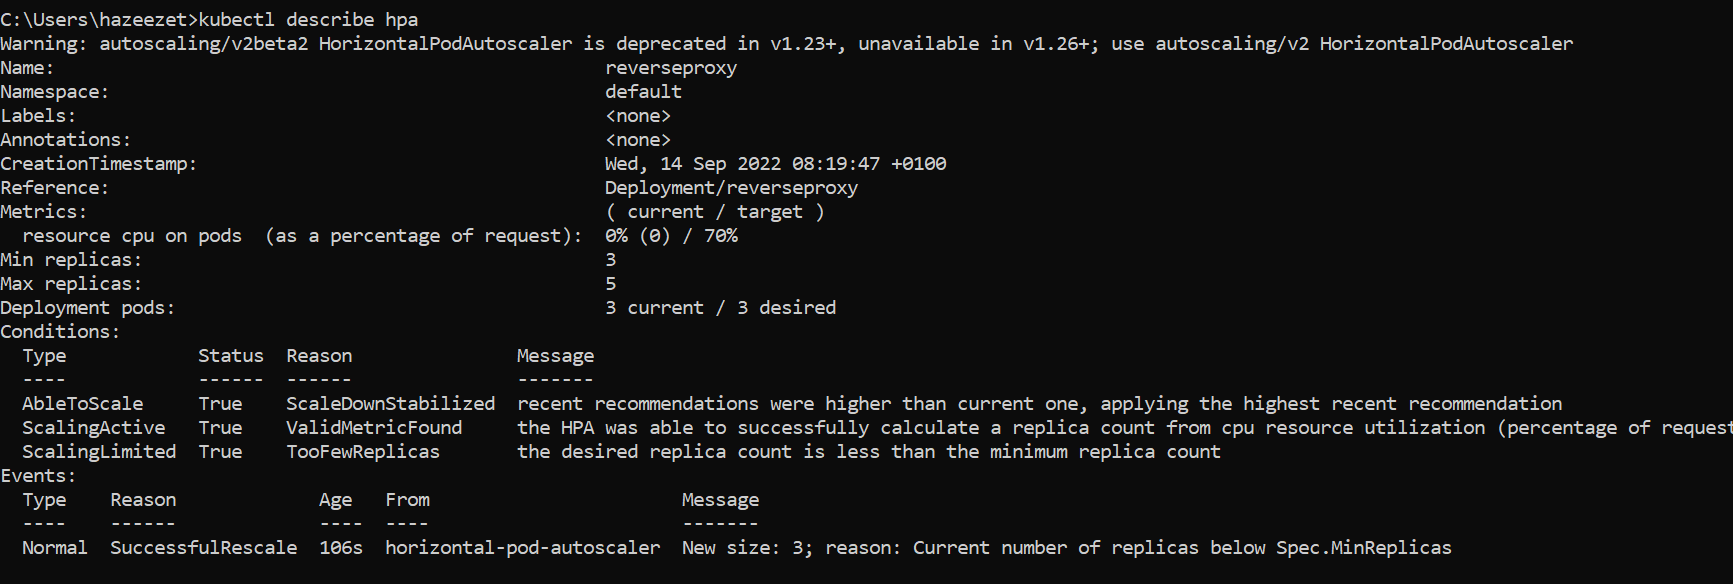 C:\Users\hazeezet>kubectl describe hpa
Warning: autoscaling/v2beta2 HorizontalPodAutoscaler is deprecated in v1.23+, unavailable in v1.26+; use autoscaling/v2 HorizontalPodAutoscaler
Name:                                                  reverseproxy
Namespace:                                             default
Labels:                                                <none>
Annotations:                                           <none>
CreationTimestamp:                                     Wed, 14 Sep 2022 08:19:47 +0100
Reference:                                             Deployment/reverseproxy
Metrics:                                               ( current / target )
  resource cpu on pods  (as a percentage of request):  0% (0) / 70%
Min replicas:                                          3
Max replicas:                                          5
Deployment pods:                                       3 current / 3 desired
Conditions:
  Type            Status  Reason               Message
  ----            ------  ------               -------
  AbleToScale     True    ScaleDownStabilized  recent recommendations were higher than current one, applying the highest recent recommendation
  ScalingActive   True    ValidMetricFound     the HPA was able to successfully calculate a replica count from cpu resource utilization (percentage of request
  ScalingLimited  True    TooFewReplicas       the desired replica count is less than the minimum replica count
Events:
  Type    Reason             Age   From                       Message
  ----    ------             ----  ----                       -------
  Normal  SuccessfulRescale  106s  horizontal-pod-autoscaler  New size: 3; reason: Current number of replicas below Spec.MinReplicas